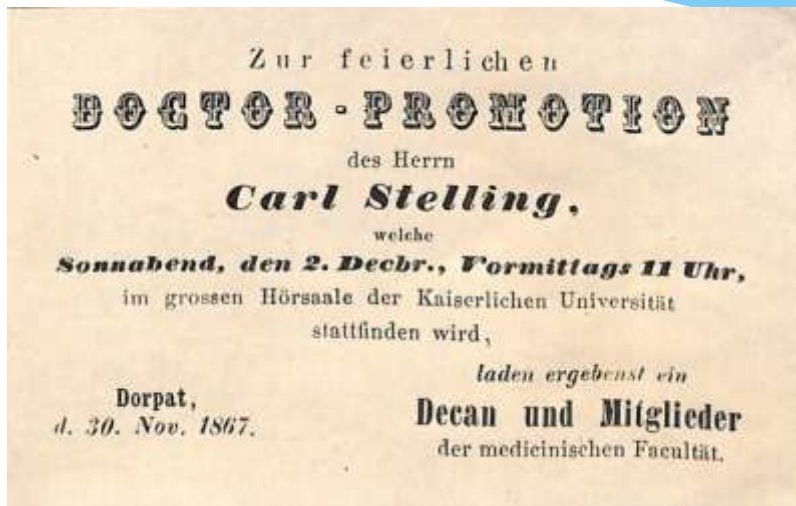 Zur feierlichen
DOCTOR-PROMOTION
des Herrn
Carl Stelling,
welche
Sonnabend, den 2. Decbr., Vormittags 11 Uhr,
im grossen Hörsaale der Kaiserlichen Universität
stattfinden wird,
laden ergebenst ein
Dorpat,
d. 30. Nov. 1867.
Decan und Mitglieder
der medicinischen Facultät.